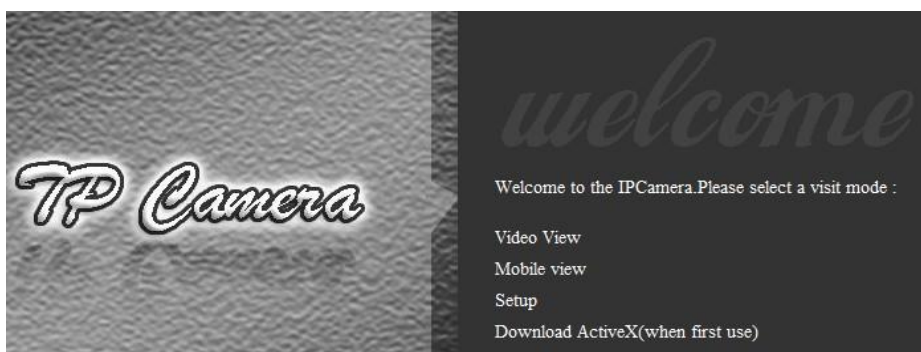 IP Camera
welcome
Welcome to the IPCamera.Please select a visit mode :
Video View
Mobile view
Setup
Download ActiveX(when first use)